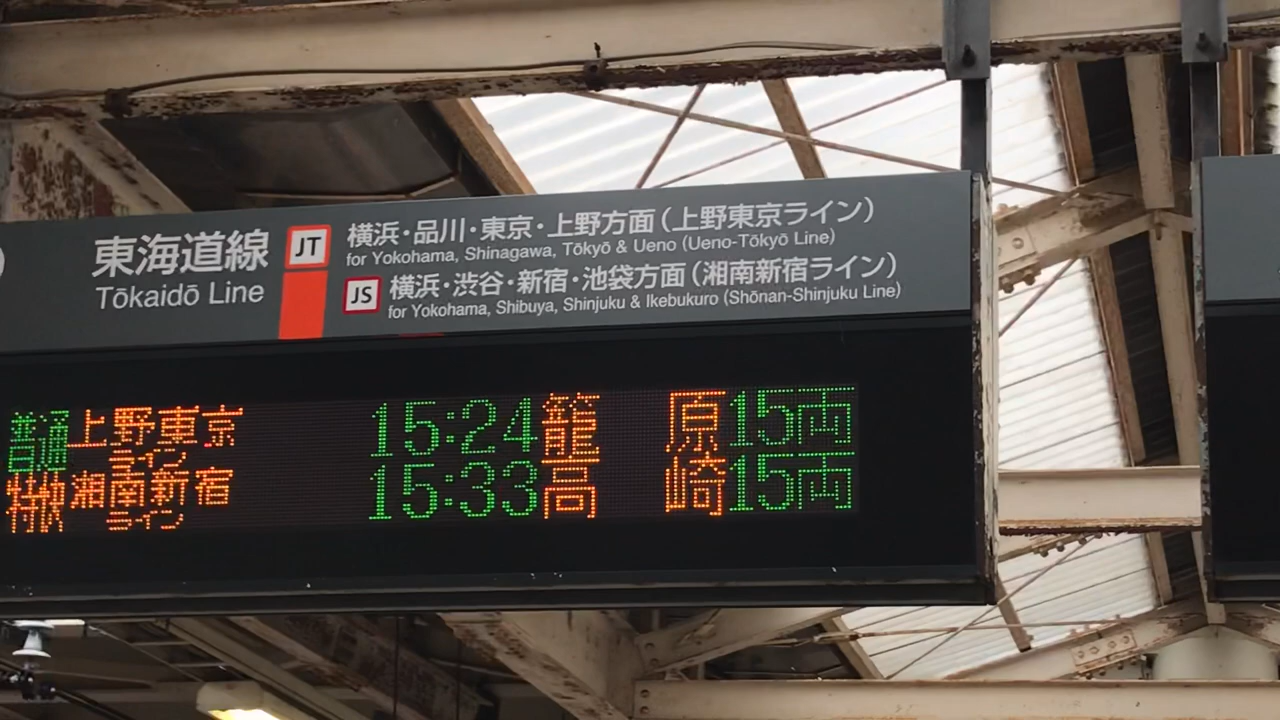 東海道線
Tōkaidō Line
JT 横浜・品川・東京・上野方面（上野東京ライン）
for Yokohama, Shinagawa, Tōkyō & Ueno (Ueno-Tōkyō Line)
JS 横浜・渋谷・新宿・池袋方面（湘南新宿ライン）
for Yokohama, Shibuya, Shinjuku & Ikebukuro (Shōnan-Shinjuku Line)
普通 上野東京ライン 15:24 籠原 15両
特快 湘南新宿ライン 15:33 高崎 15両